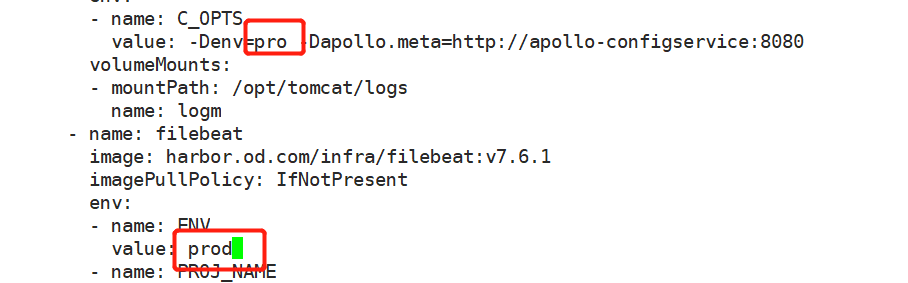 - name: C_OPTS
value: -Denv=pro -Dapollo.meta=http://apollo-configservice:8080
volumeMounts:
- mountPath: /opt/tomcat/logs
name: logm
- name: filebeat
image: harbor.od.com/infra/filebeat:v7.6.1
imagePullPolicy: IfNotPresent
env:
- name: ENV
value: prod
- name: PROJ_NAME